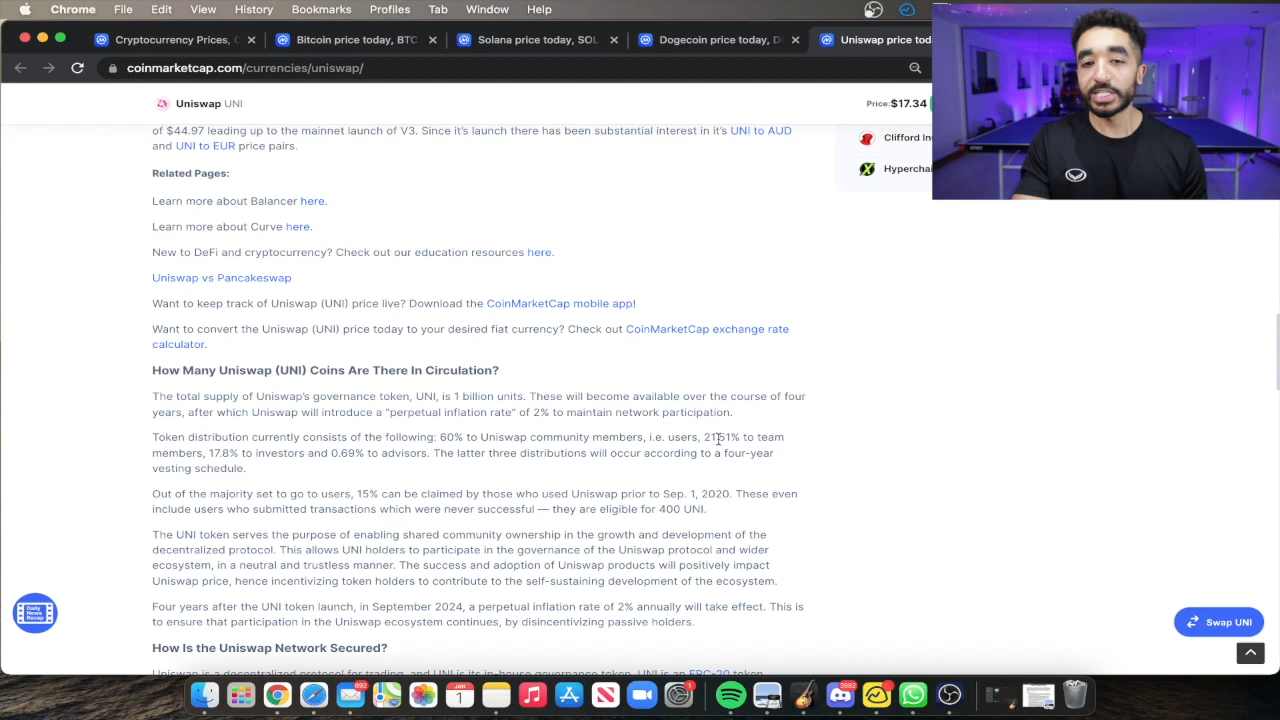 Chrome File Edit View History Bookmarks Profiles Tab Window Help
Cryptocurrency Prices, C
Bitcoin price today, BTC
Solana price today, SOL
Dogecoin price today, D
Uniswap price tod
coinmarketcap.com/currencies/uniswap/
Uniswap UNI
Price: $17.34
of $44.97 leading up to the mainnet launch of V3. Since it's launch there has been substantial interest in it's UNI to AUD
and UNI to EUR price pairs.
Clifford Inu
Hyperchai
Related Pages:
Learn more about Balancer here.
Learn more about Curve here.
New to DeFi and cryptocurrency? Check out our education resources here.
Uniswap vs Pancakeswap
Want to keep track of Uniswap (UNI) price live? Download the CoinMarketCap mobile app!
Want to convert the Uniswap (UNI) price today to your desired fiat currency? Check out CoinMarketCap exchange rate
calculator.
How Many Uniswap (UNI) Coins Are There In Circulation?
The total supply of Uniswap's governance token, UNI, is 1 billion units. These will become available over the course of four
years, after which Uniswap will introduce a "perpetual inflation rate" of 2% to maintain network participation.
Token distribution currently consists of the following: 60% to Uniswap community members, i.e. users, 21.51% to team
members, 17.8% to investors and 0.69% to advisors. The latter three distributions will occur according to a four-year
vesting schedule.
Out of the majority set to go to users, 15% can be claimed by those who used Uniswap prior to Sep. 1, 2020. These even
include users who submitted transactions which were never successful — they are eligible for 400 UNI.
The UNI token serves the purpose of enabling shared community ownership in the growth and development of the
decentralized protocol. This allows UNI holders to participate in the governance of the Uniswap protocol and wider
ecosystem, in a neutral and trustless manner. The success and adoption of Uniswap products will positively impact
Uniswap price, hence incentivizing token holders to contribute to the self-sustaining development of the ecosystem.
Four years after the UNI token launch, in September 2024, a perpetual inflation rate of 2% annually will take effect. This is
to ensure that participation in the Uniswap ecosystem continues, by disincentivizing passive holders.
Daily
News
Recap
Swap UNI
How Is the Uniswap Network Secured?
Uniswap is a decentralized protocol for trading, and UNI is its in-house governance token. UNI is an ERC-20 token
892
JAN
1
1
2882